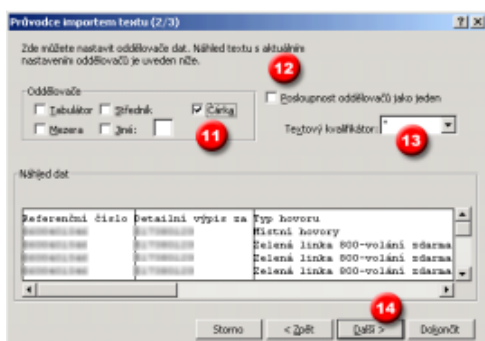 Průvodce importem textu (2/3)
Zde můžete nastavit oddělovače dat. Náhled textu s aktuálním
nastavením oddělovačů je uveden níže.
12
Oddělovače
Tabulátor Středník Čárka
Mezera Jiné:
11
Posloupnost oddělovačů jako jeden
Textový kvalifikátor: "
13
Náhled dat
Referenční číslo Detailní výpis za Typ hovoru
Místní hovory
Zelená linka 800-volání zdarma
Zelená linka 800-volání zdarma
Zelená linka 800-volání zdarma
14
Storno < Zpět Další > Dokončit